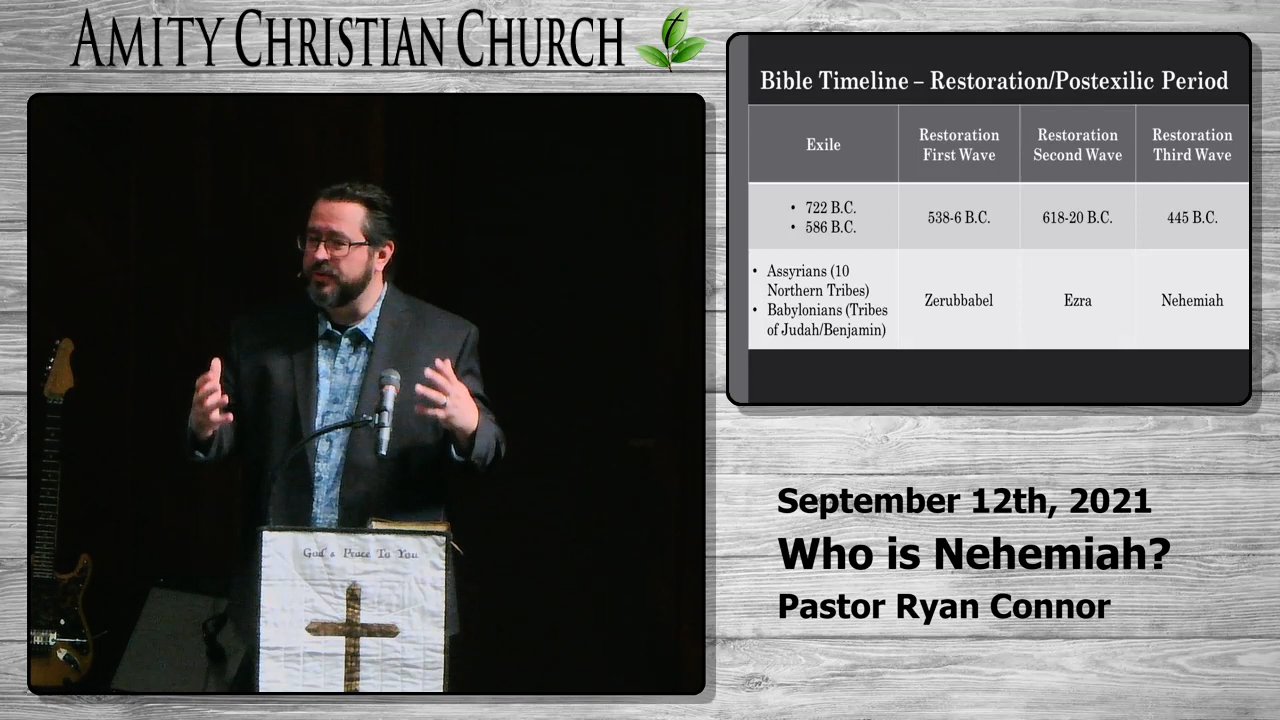 AMITY CHRISTIAN CHURCH
Bible Timeline – Restoration/Postexilic Period
Exile
Restoration
First Wave
Restoration
Second Wave
Restoration
Third Wave
• 722 B.C.
• 586 B.C.
538-6 B.C.
618-20 B.C.
445 B.C.
• Assyrians (10
Northern Tribes)
• Babylonians (Tribes
of Judah/Benjamin)
Zerubbabel
Ezra
Nehemiah
God's Peace To You
September 12th, 2021
Who is Nehemiah?
Pastor Ryan Connor